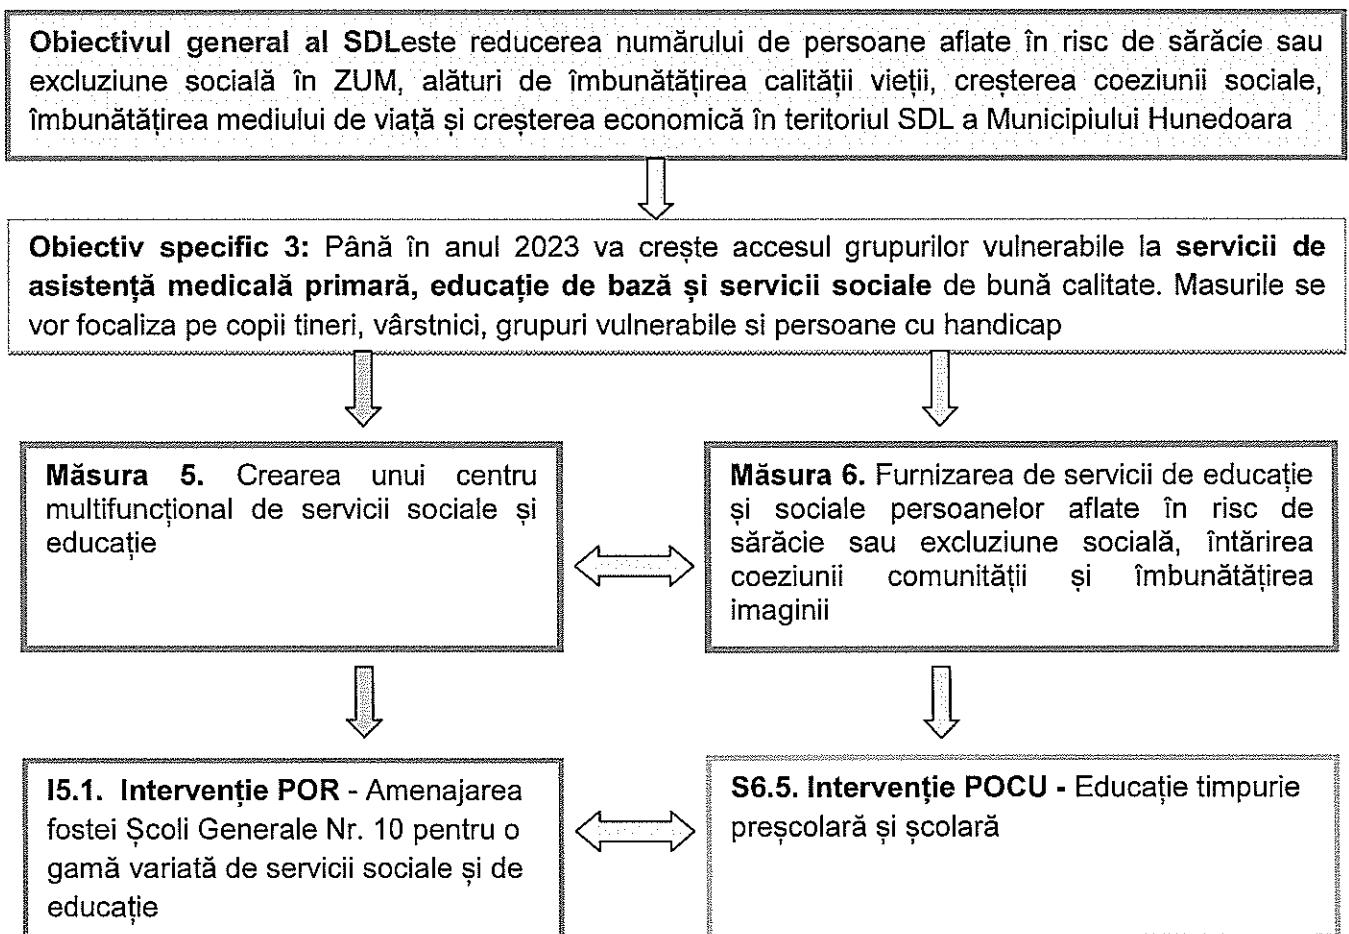 Obiectivul general al SDLeste reducerea numărului de persoane aflate în risc de sărăcie sau
excluziune socială în ZUM, alături de îmbunătățirea calității vieții, creșterea coeziunii sociale,
îmbunătățirea mediului de viață și creșterea economică în teritoriul SDL a Municipiului Hunedoara
Obiectiv specific 3: Până în anul 2023 va crește accesul grupurilor vulnerabile la servicii de
asistență medicală primară, educație de bază și servicii sociale de bună calitate. Masurile se
vor focaliza pe copii tineri, vârstnici, grupuri vulnerabile si persoane cu handicap
Măsura 5. Crearea unui centru
multifuncțional de servicii sociale și
educație
Măsura 6. Furnizarea de servicii de educație
și sociale persoanelor aflate în risc de
sărăcie sau excluziune socială, întărirea
coeziunii comunității și îmbunătățirea
imaginii
I5.1. Intervenție POR - Amenajarea
fostei Școli Generale Nr. 10 pentru o
gamă variată de servicii sociale și de
educație
S6.5. Intervenție POCU - Educație timpurie
preșcolară și școlară